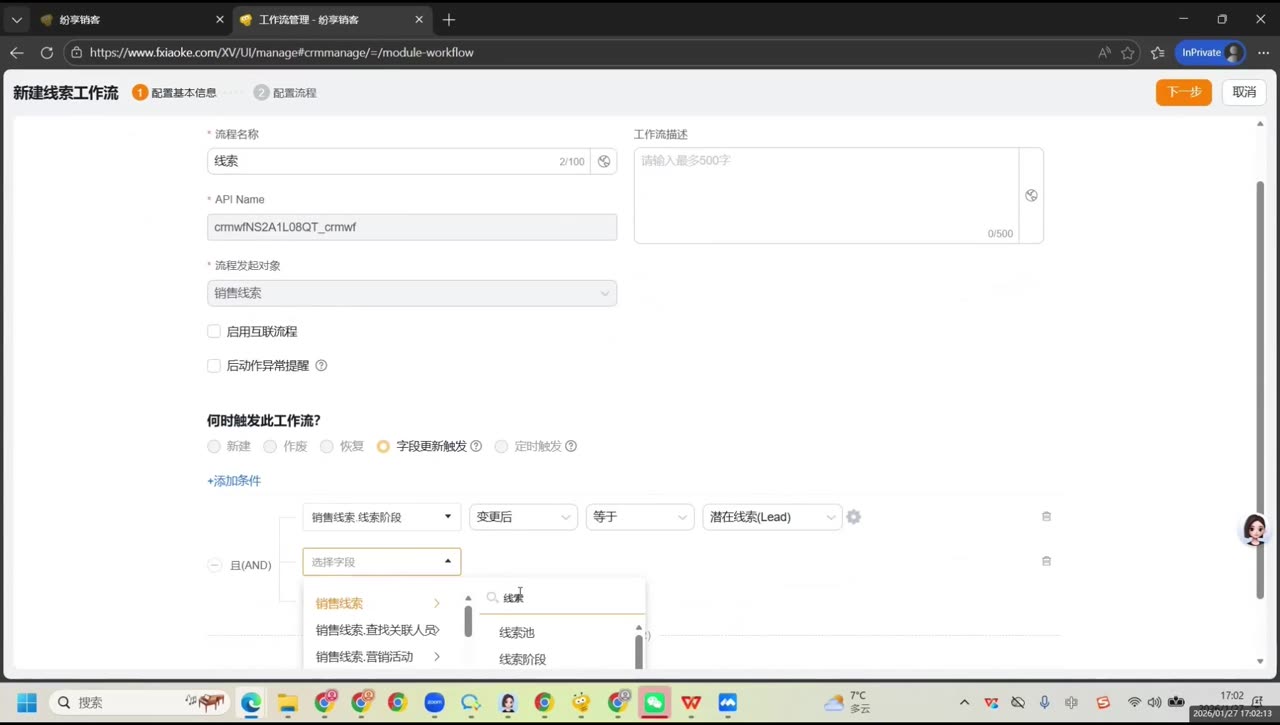 纷享销客
工作流管理 - 纷享销客
https://www.fxiaoke.com/XV/UI/manage#crmmanage/=/module-workflow
InPrivate
新建线索工作流
1 配置基本信息
2 配置流程
下一步
取消
* 流程名称
工作流描述
线索
2/100
请输入最多500字
0/500
* API Name
crmwfNS2A1L08QT_crmwf
* 流程发起对象
销售线索
启用互联流程
后动作异常提醒
何时触发此工作流?
新建 作废 恢复 字段更新触发 定时触发
+添加条件
销售线索.线索阶段 变更后 等于 潜在线索(Lead)
且(AND) 选择字段
销售线索
线索
销售线索.查找关联人员
线索池
销售线索.营销活动
线索阶段
搜索
zoom
7°C
多云
17:02
2026/01/27 17:02:13